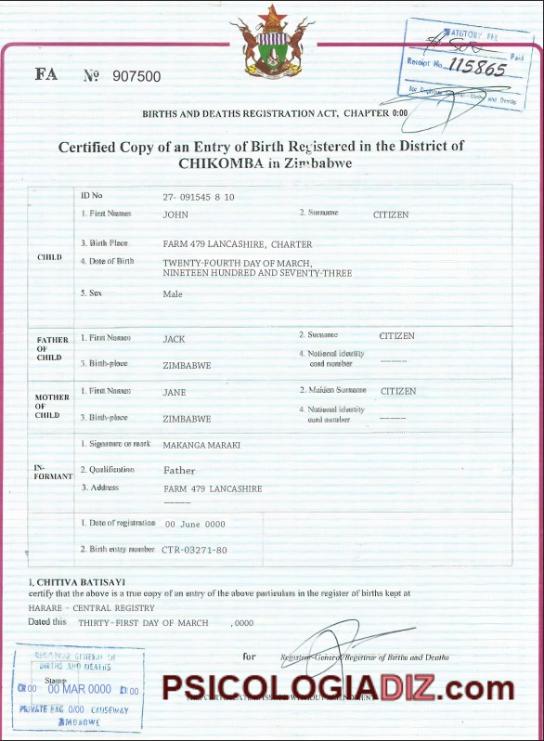 STATUTORY FEE
Paid
Receipt No. 115865
FA No 907500
BIRTHS AND DEATHS REGISTRATION ACT, CHAPTER 0:00
Certified Copy of an Entry of Birth Registered in the District of
CHIKOMBA in Zimbabwe
CHILD
ID No 27- 091545 8 10
1. First Names JOHN 2. Surname CITIZEN
3. Birth Place FARM 479 LANCASHIRE, CHARTER
4. Date of Birth TWENTY-FOURTH DAY OF MARCH,
NINETEEN HUNDRED AND SEVENTY-THREE
5. Sex Male
FATHER OF CHILD
1. First Names JACK 2. Surname CITIZEN
3. Birth-place ZIMBABWE 4. National identity card number -----
MOTHER OF CHILD
1. First Names JANE 2. Maiden Surname CITIZEN
3. Birth-place ZIMBABWE 4. National identity card number -----
IN-FORMANT
1. Signature or mark MAKANGA MARAKI
2. Qualification Father
3. Address FARM 479 LANCASHIRE
-----
1. Date of registration 00 June 0000
2. Birth entry number CTR-03271-80
I, CHITIVA BATISAYI
certify that the above is a true copy of an entry of the above particulars in the register of births kept at
HARARE - CENTRAL REGISTRY
Dated this THIRTY-FIRST DAY OF MARCH ,0000
for Registrar-General/Registrar of Births and Deaths
REGISTRAR GENERAL OF
BIRTHS AND DEATHS
Stamp
00 MAR 0000
PRIVATE BAG 0/00 CAUSEWAY
ZIMBABWE
PSICOLOGIADIZ.com